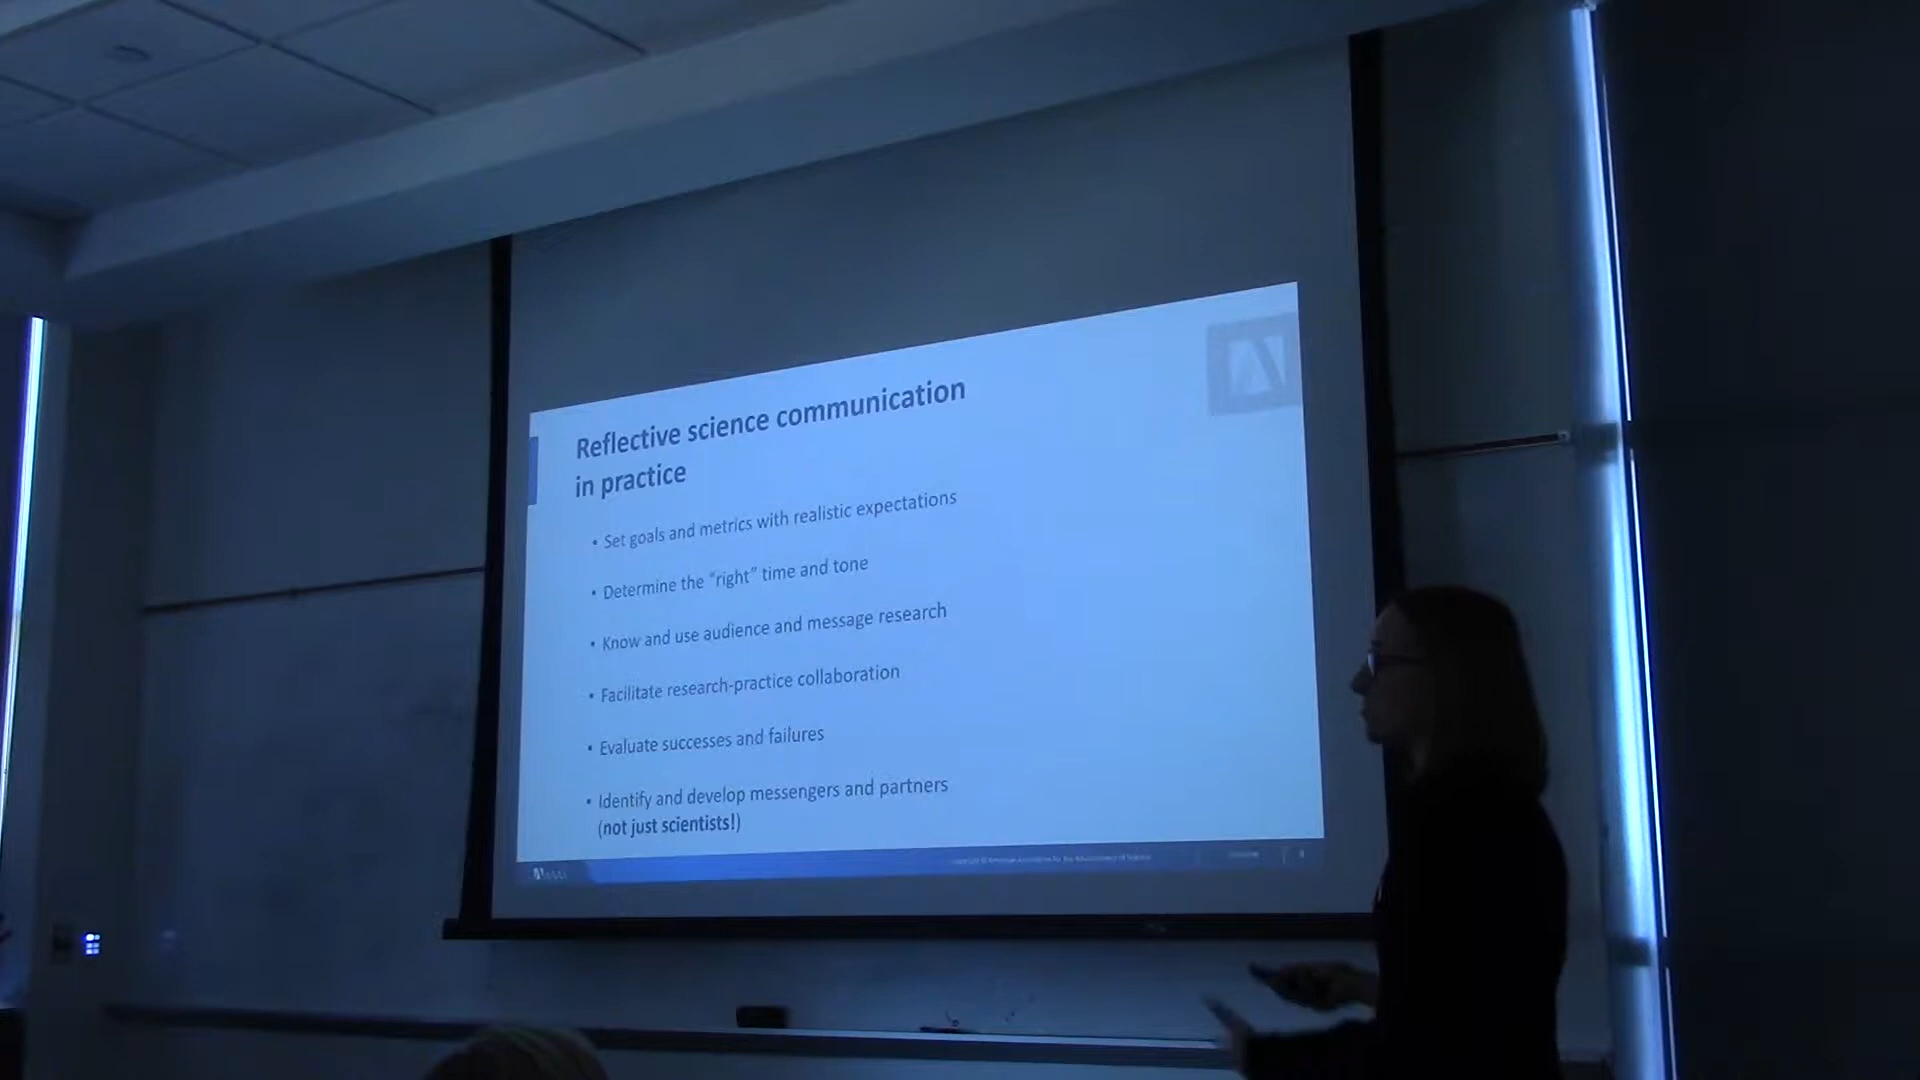 Reflective science communication
in practice
• Set goals and metrics with realistic expectations
• Determine the “right” time and tone
• Know and use audience and message research
• Facilitate research-practice collaboration
• Evaluate successes and failures
• Identify and develop messengers and partners
(not just scientists!)
AAAS